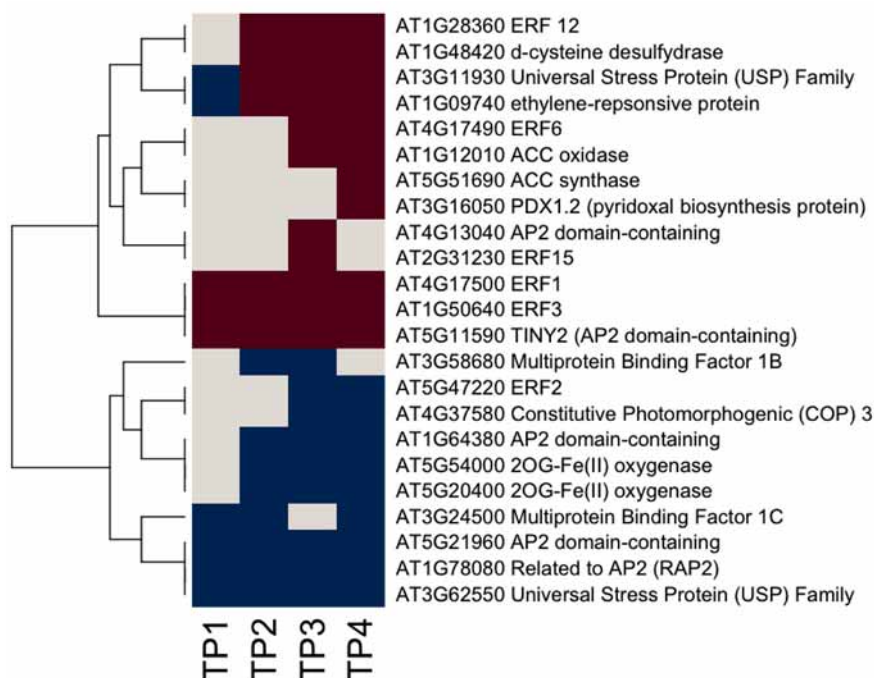 AT1G28360 ERF 12
AT1G48420 d-cysteine desulfydrase
AT3G11930 Universal Stress Protein (USP) Family
AT1G09740 ethylene-repsonsive protein
AT4G17490 ERF6
AT1G12010 ACC oxidase
AT5G51690 ACC synthase
AT3G16050 PDX1.2 (pyridoxal biosynthesis protein)
AT4G13040 AP2 domain-containing
AT2G31230 ERF15
AT4G17500 ERF1
AT1G50640 ERF3
AT5G11590 TINY2 (AP2 domain-containing)
AT3G58680 Multiprotein Binding Factor 1B
AT5G47220 ERF2
AT4G37580 Constitutive Photomorphogenic (COP) 3
AT1G64380 AP2 domain-containing
AT5G54000 2OG-Fe(II) oxygenase
AT5G20400 2OG-Fe(II) oxygenase
AT3G24500 Multiprotein Binding Factor 1C
AT5G21960 AP2 domain-containing
AT1G78080 Related to AP2 (RAP2)
AT3G62550 Universal Stress Protein (USP) Family
TP1
TP2
TP3
TP4